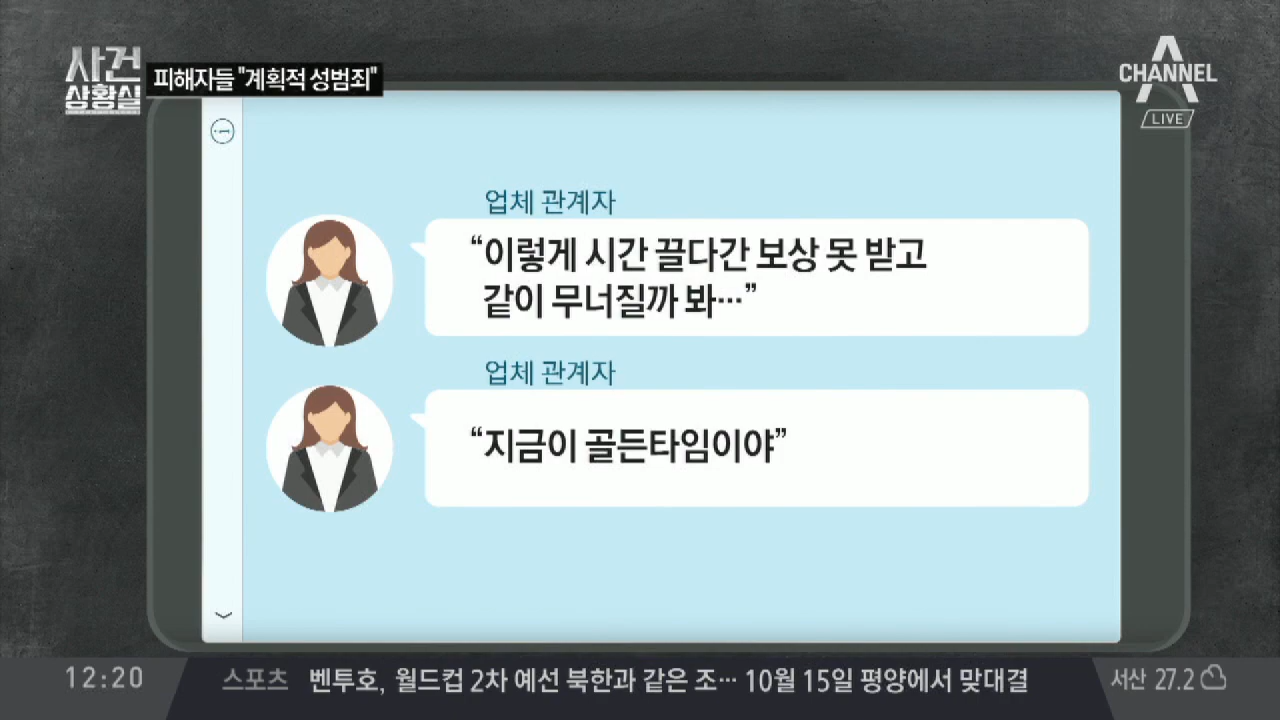 사건
상황실
피해자들 "계획적 성범죄"
CHANNEL A
LIVE
업체 관계자
“이렇게 시간 끌다간 보상 못 받고
같이 무너질까 봐…”
업체 관계자
“지금이 골든타임이야”
12:20
스포츠 벤투호, 월드컵 2차 예선 북한과 같은 조… 10월 15일 평양에서 맞대결
서산 27.2